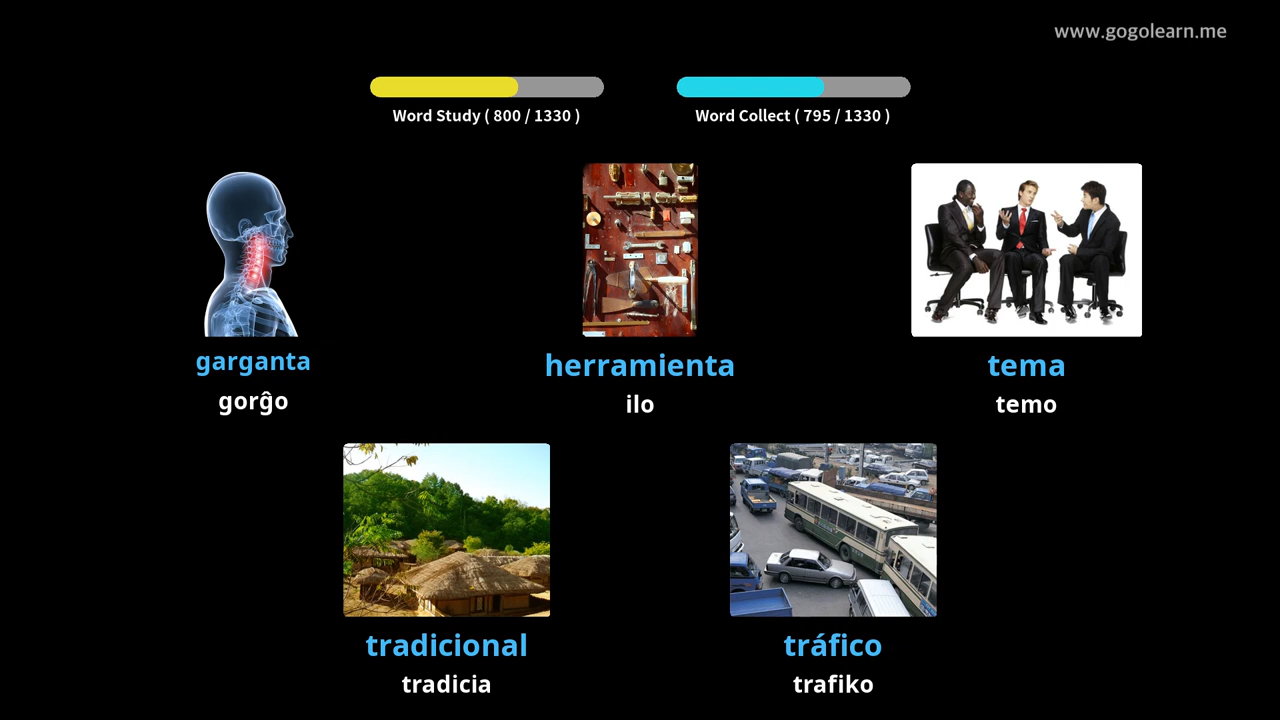 www.gogolearn.me
Word Study ( 800 / 1330 )
Word Collect ( 795 / 1330 )
garganta
gorĝo
herramienta
ilo
tema
temo
tradicional
tradicia
tráfico
trafiko